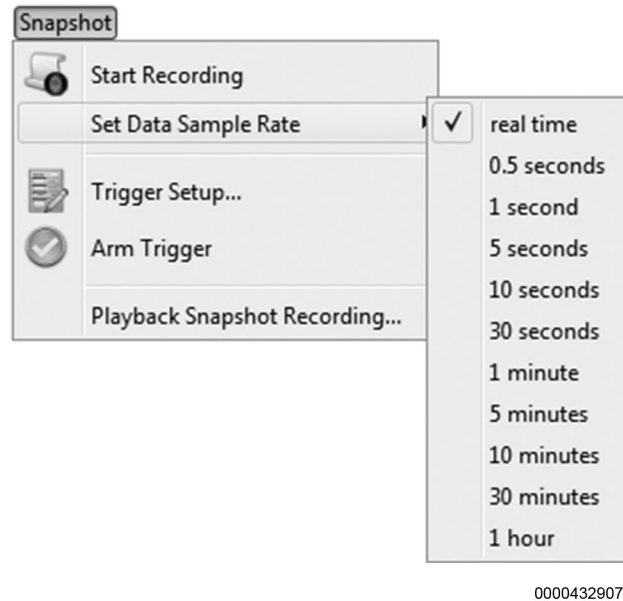 Snapshot
Start Recording
Set Data Sample Rate
Trigger Setup...
Arm Trigger
Playback Snapshot Recording...
real time
0.5 seconds
1 second
5 seconds
10 seconds
30 seconds
1 minute
5 minutes
10 minutes
30 minutes
1 hour
0000432907